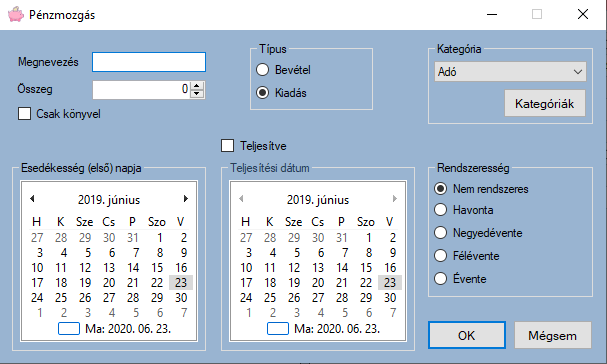 Pénzmozgás
Megnevezés
Összeg
0
Csak könyvel
Típus
Bevétel
Kiadás
Kategória
Adó
Kategóriák
Teljesítve
Esedékesség (első) napja
2019. június
H K Sze Cs P Szo V
27 28 29 30 31 1 2
3 4 5 6 7 8 9
10 11 12 13 14 15 16
17 18 19 20 21 22 23
24 25 26 27 28 29 30
1 2 3 4 5 6 7
Ma: 2020. 06. 23.
Teljesítési dátum
2019. június
H K Sze Cs P Szo V
27 28 29 30 31 1 2
3 4 5 6 7 8 9
10 11 12 13 14 15 16
17 18 19 20 21 22 23
24 25 26 27 28 29 30
1 2 3 4 5 6 7
Ma: 2020. 06. 23.
Rendszeresség
Nem rendszeres
Havonta
Negyedévente
Félévente
Évente
OK
Mégsem